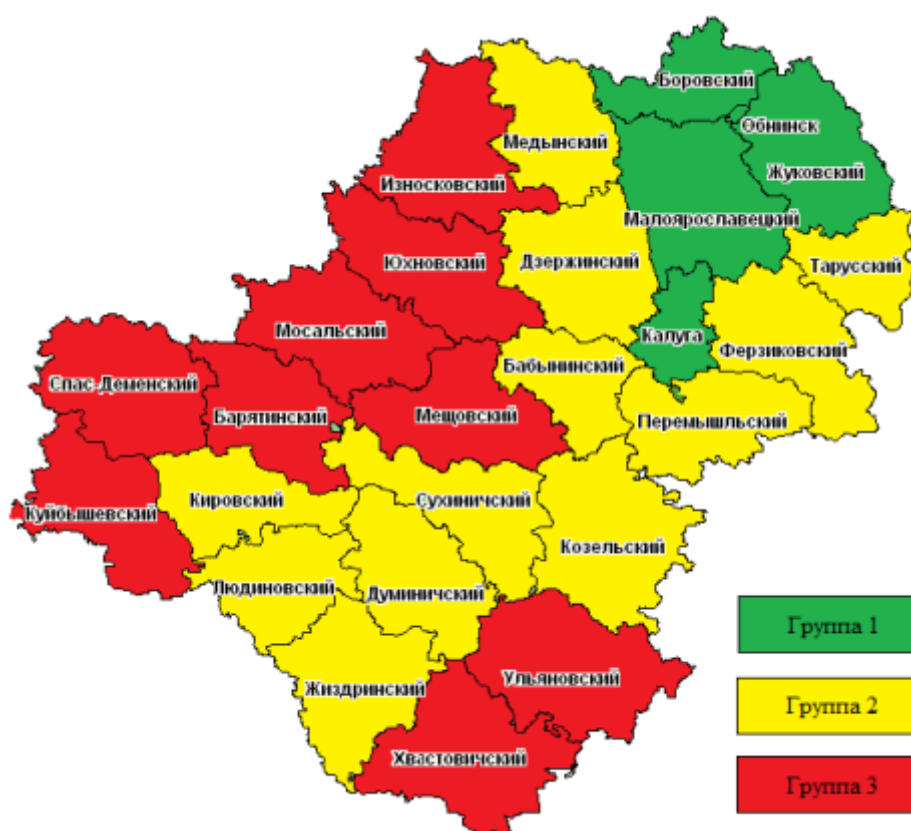 Боровский
Обнинск
Медынский
Жуковский
Износковский
Малоярославецкий
Юхновский
Дзержинский
Тарусский
Мосальский
Калуга
Ферзиковский
Бабынинский
Спас-Деменский
Барятинский
Мещовский
Перемышльский
Кировский
Сухиничский
Куйбышевский
Козельский
Людиновский
Думиничский
Группа 1
Ульяновский
Жиздринский
Группа 2
Хвастовичский
Группа 3